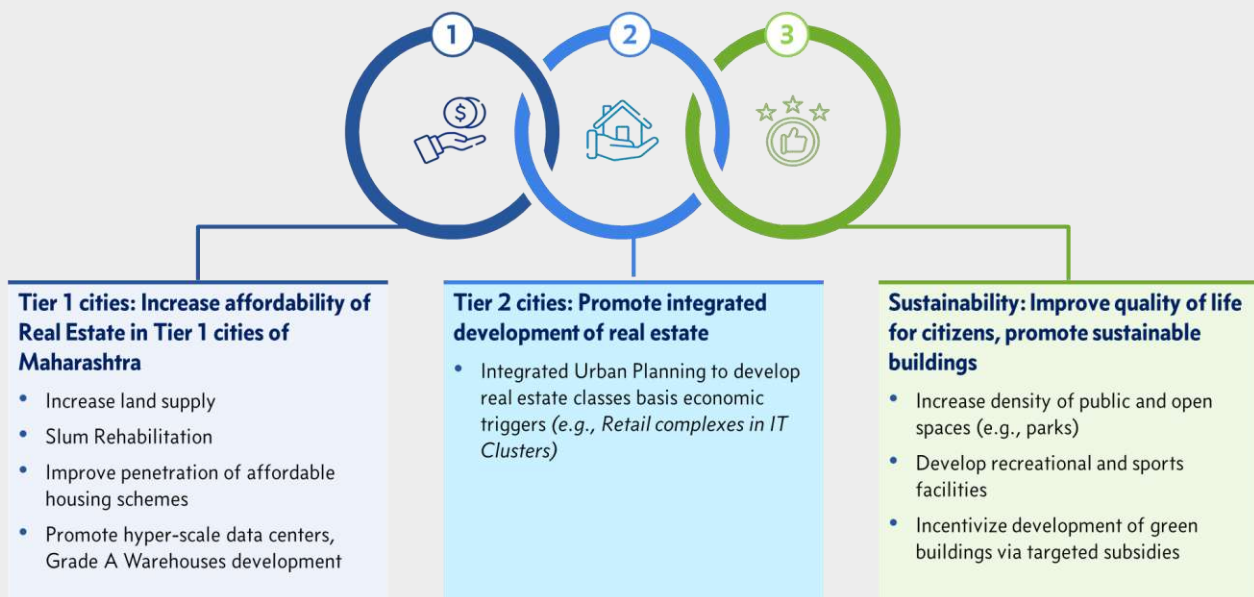 1
2
3
$
Tier 1 cities: Increase affordability of
Real Estate in Tier 1 cities of
Maharashtra
• Increase land supply
• Slum Rehabilitation
• Improve penetration of affordable
housing schemes
• Promote hyper-scale data centers,
Grade A Warehouses development
Tier 2 cities: Promote integrated
development of real estate
• Integrated Urban Planning to develop
real estate classes basis economic
triggers (e.g., Retail complexes in IT
Clusters)
Sustainability: Improve quality of life
for citizens, promote sustainable
buildings
• Increase density of public and open
spaces (e.g., parks)
• Develop recreational and sports
facilities
• Incentivize development of green
buildings via targeted subsidies